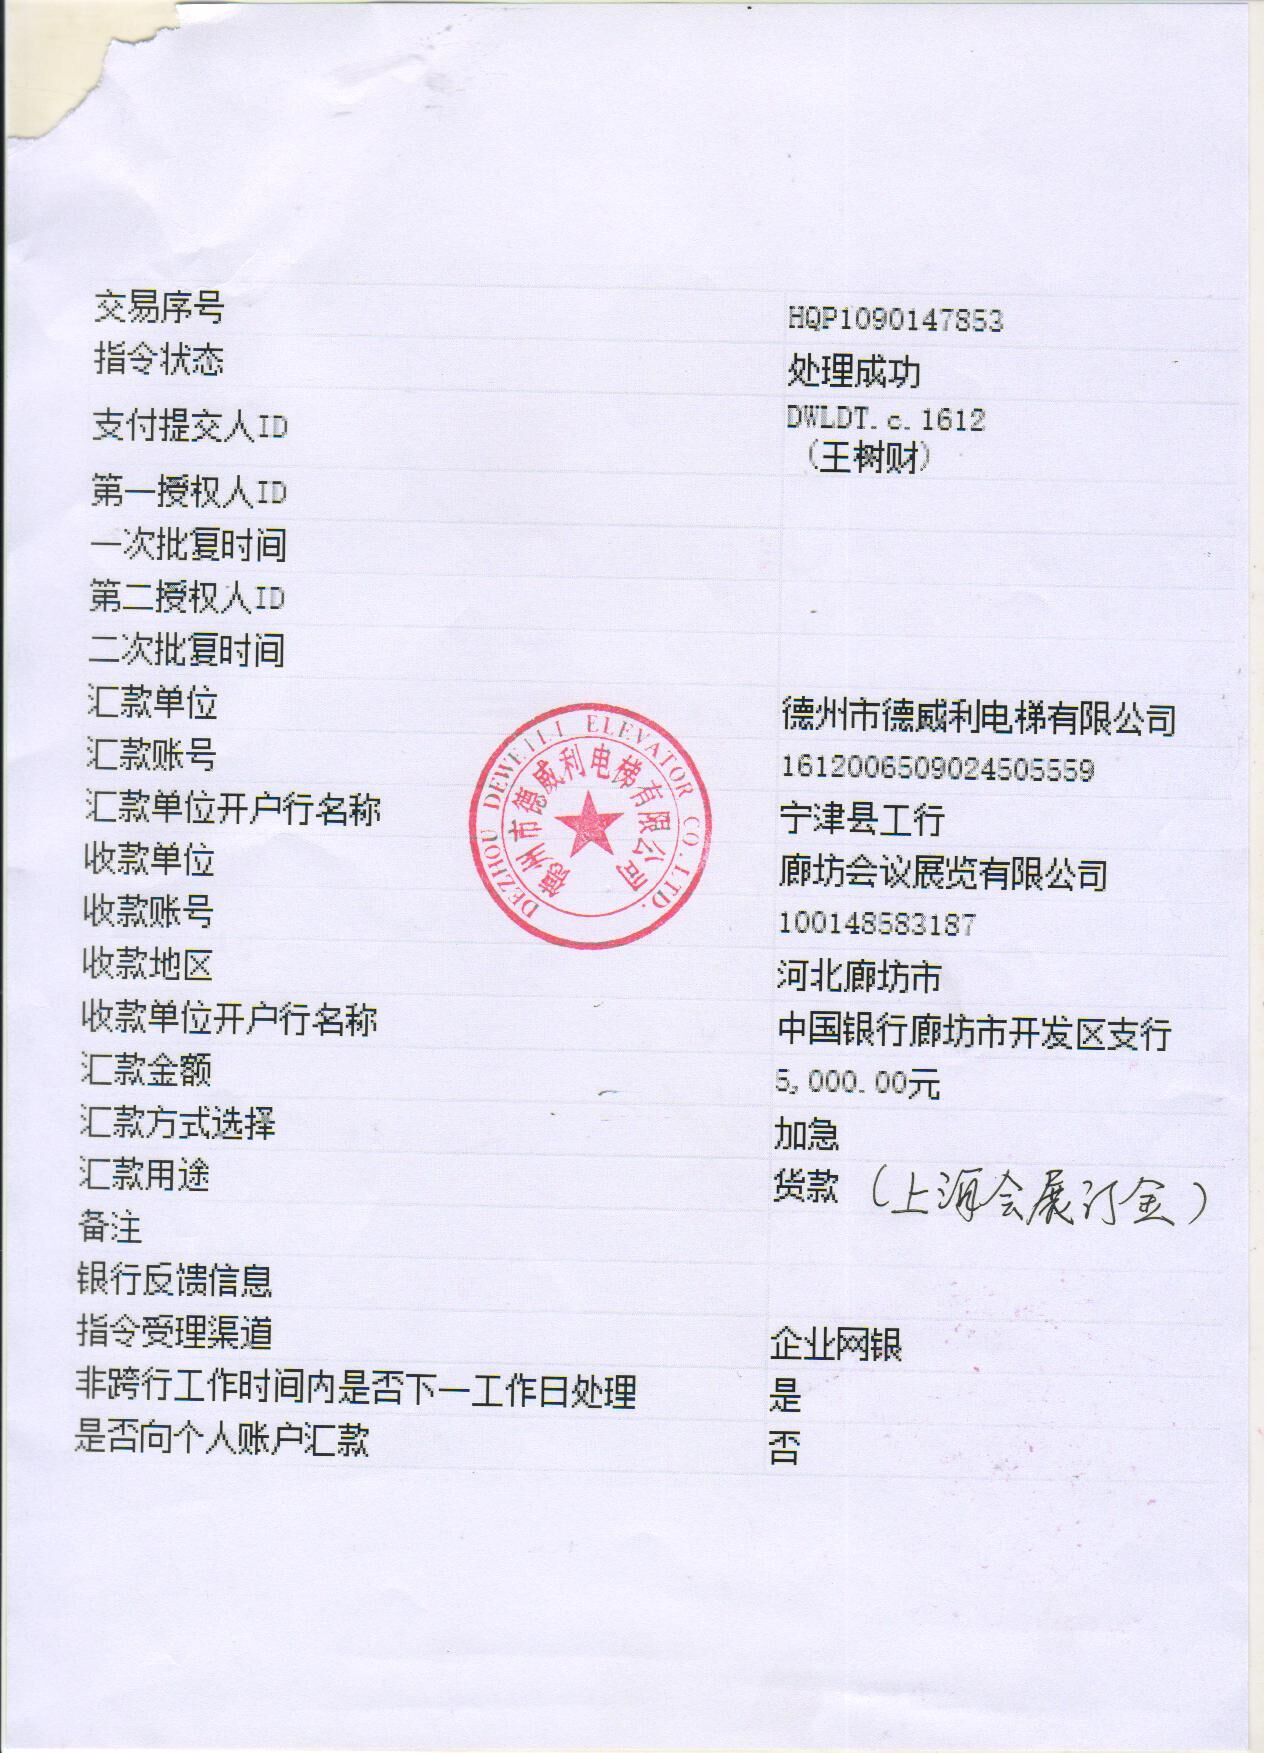 交易序号 HQP1090147853
指令状态 处理成功
支付提交人ID DWLDT.c.1612
（王树财）
第一授权人ID
一次批复时间
第二授权人ID
二次批复时间
汇款单位 德州市德威利电梯有限公司
汇款账号 1612006509024505559
汇款单位开户行名称 宁津县工行
收款单位 廊坊会议展览有限公司
收款账号 100148583187
收款地区 河北廊坊市
收款单位开户行名称 中国银行廊坊市开发区支行
汇款金额 5,000.00元
汇款方式选择 加急
汇款用途 货款（上海会展订金）
备注
银行反馈信息
指令受理渠道 企业网银
非跨行工作时间内是否下一工作日处理 是
是否向个人账户汇款 否
DEZHOU DEWEILI ELEVATOR CO.LTD.
德州市德威利电梯有限公司